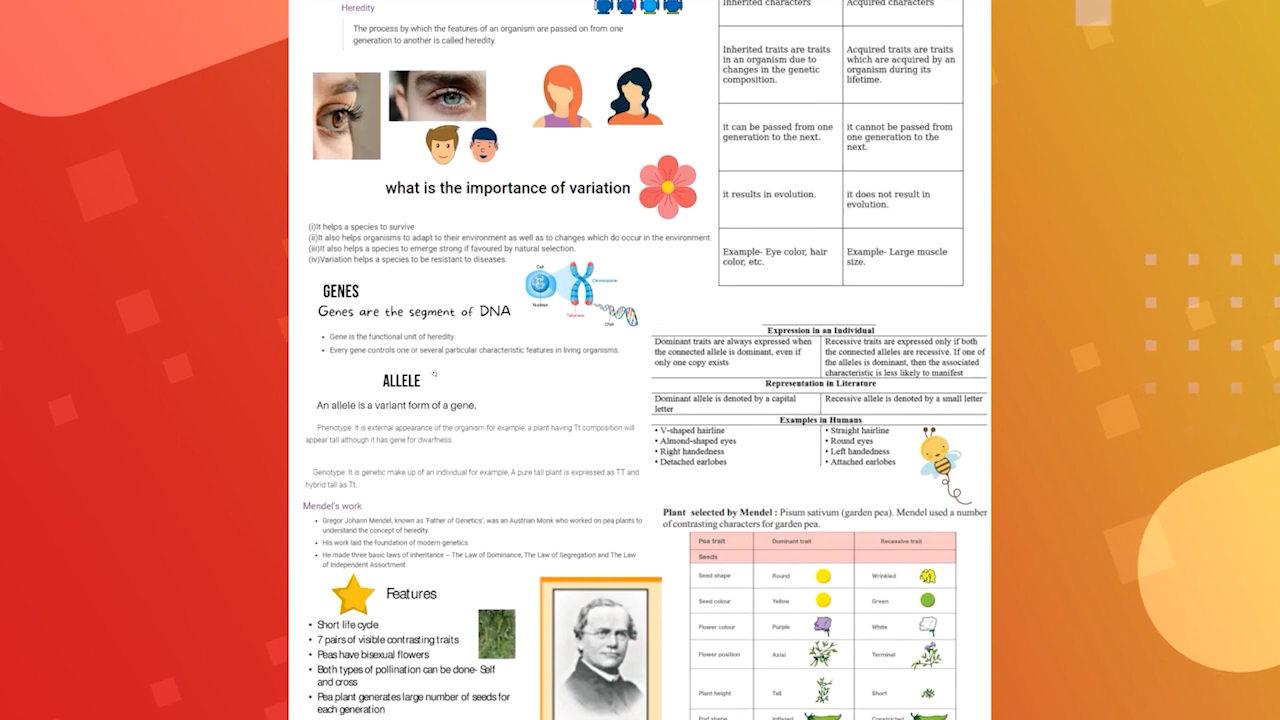 Heredity
The process by which the features of an organism are passed on from one
generation to another is called heredity.
what is the importance of variation
(i)It helps a species to survive
(ii)It also helps organisms to adapt to their environment as well as to changes which do occur in the environment.
(iii)It also helps a species to emerge strong if favoured by natural selection.
(iv)Variation helps a species to be resistant to diseases.
Cell
Chromosome
Nucleus
Telomere
DNA
GENES
Genes are the segment of DNA
• Gene is the functional unit of heredity.
• Every gene controls one or several particular characteristic features in living organisms.
ALLELE
An allele is a variant form of a gene.
Phenotype: It is external appearance of the organism for example; a plant having Tt composition will
appear tall although it has gene for dwarfness.
Genotype: It is genetic make up of an individual for example; A pure tall plant is expressed as TT and
hybrid tall as Tt.
Mendel's work
• Gregor Johann Mendel, known as 'Father of Genetics', was an Austrian Monk who worked on pea plants to
understand the concept of heredity.
• His work laid the foundation of modern genetics.
• He made three basic laws of inheritance – The Law of Dominance, The Law of Segregation and The Law
of Independent Assortment.
Features
• Short life cycle
• 7 pairs of visible contrasting traits
• Peas have bisexual flowers
• Both types of pollination can be done- Self
and cross
• Pea plant generates large number of seeds for
each generation
Inherited characters
Acquired characters
Inherited traits are traits
in an organism due to
changes in the genetic
composition.
Acquired traits are traits
which are acquired by an
organism during its
lifetime.
it can be passed from one
generation to the next.
it cannot be passed from
one generation to the
next.
it results in evolution.
it does not result in
evolution.
Example- Eye color, hair
color, etc.
Example- Large muscle
size.
Expression in an Individual
Dominant traits are always expressed when
the connected allele is dominant, even if
only one copy exists
Recessive traits are expressed only if both
the connected alleles are recessive. If one of
the alleles is dominant, then the associated
characteristic is less likely to manifest
Representation in Literature
Dominant allele is denoted by a capital
letter
Recessive allele is denoted by a small letter
Examples in Humans
• V-shaped hairline
• Almond-shaped eyes
• Right handedness
• Detached earlobes
• Straight hairline
• Round eyes
• Left handedness
• Attached earlobes
Plant selected by Mendel : Pisum sativum (garden pea). Mendel used a number
of contrasting characters for garden pea.
Pea trait Dominant trait Recessive trait
Seeds
Seed shape Round Wrinkled
Seed colour Yellow Green
Flower colour Purple White
Flower position Axial Terminal
Plant height Tall Short
Pod shape Inflated Constricted